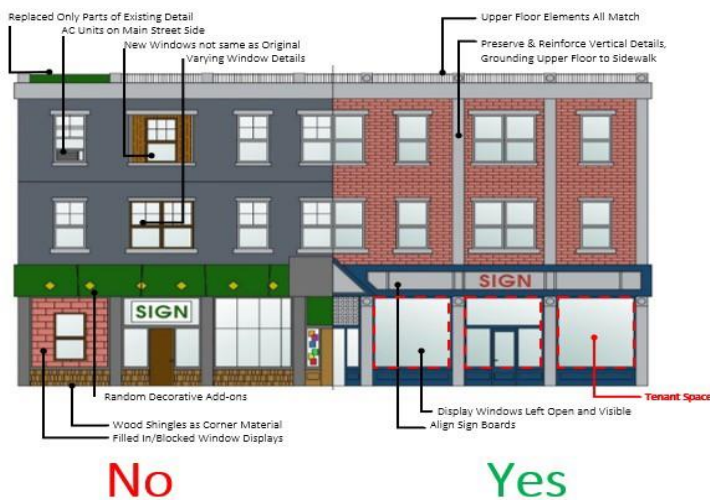 Replaced Only Parts of Existing Detail
AC Units on Main Street Side
New Windows not same as Original
Varying Window Details
Upper Floor Elements All Match
Preserve & Reinforce Vertical Details,
Grounding Upper Floor to Sidewalk
SIGN
SIGN
Random Decorative Add-ons
Wood Shingles as Corner Material
Filled In/Blocked Window Displays
Tenant Space
Display Windows Left Open and Visible
Align Sign Boards
No
Yes